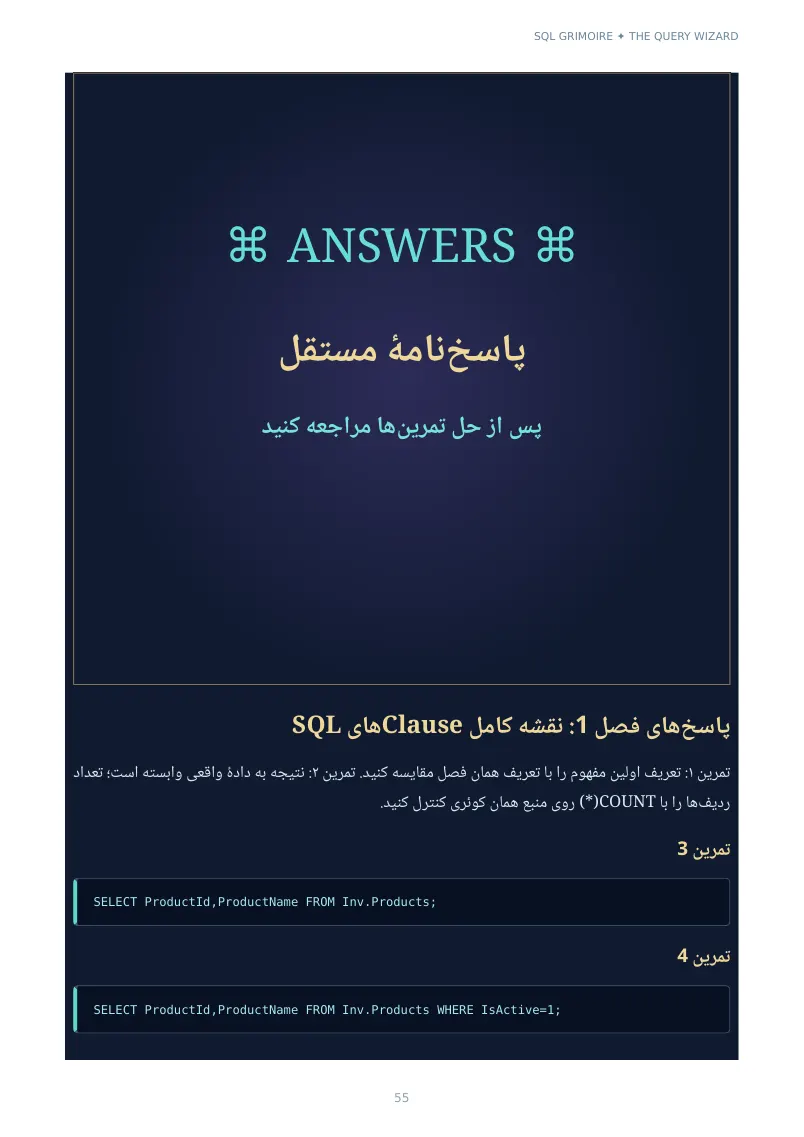 SQL GRIMOIRE ✦ THE QUERY WIZARD
⌘ ANSWERS ⌘
پاسخ‌نامهٔ مستقل
پس از حل تمرین‌ها مراجعه کنید
پاسخ‌های فصل 1: نقشه کامل Clauseهای SQL
تمرین ۱: تعریف اولین مفهوم را با تعریف همان فصل مقایسه کنید. تمرین ۲: نتیجه به دادهٔ واقعی وابسته است؛ تعداد
ردیف‌ها را با COUNT(*) روی منبع همان کوئری کنترل کنید.
تمرین 3
SELECT ProductId,ProductName FROM Inv.Products;
تمرین 4
SELECT ProductId,ProductName FROM Inv.Products WHERE IsActive=1;
55